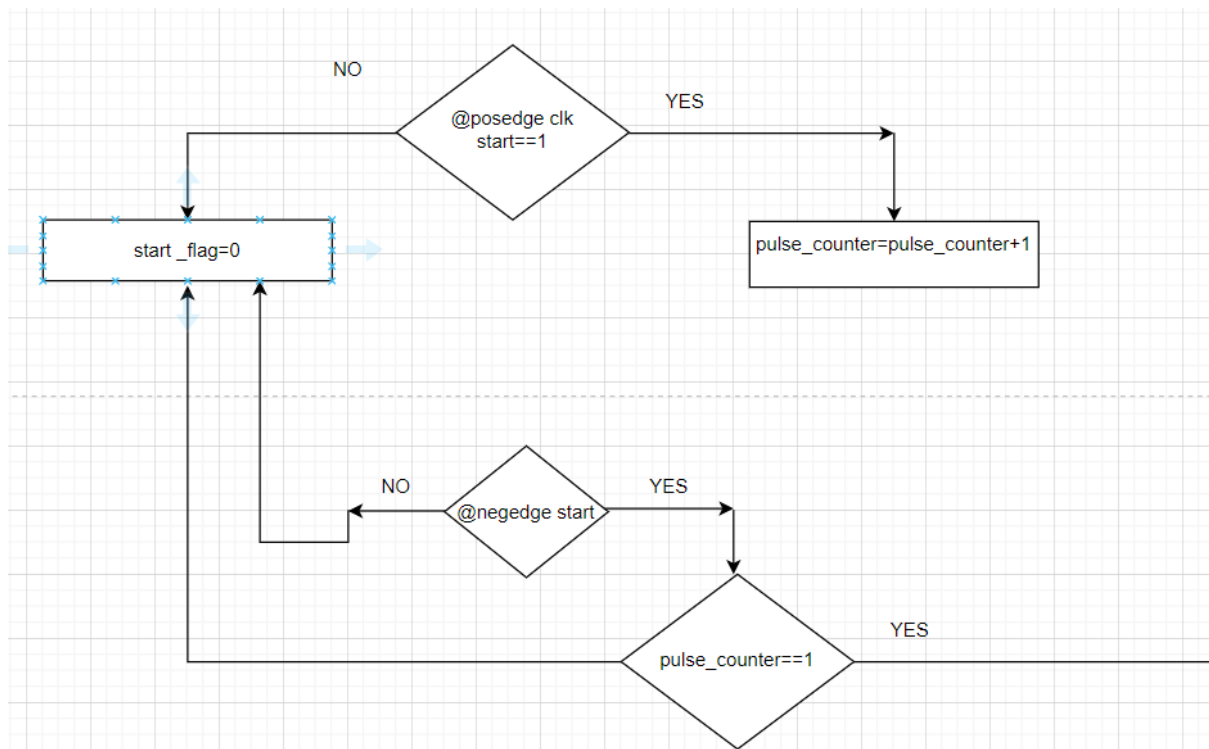 NO
@posedge clk
start==1
YES
start _flag=0
pulse_counter=pulse_counter+1
NO
YES
@negedge start
pulse_counter==1
YES